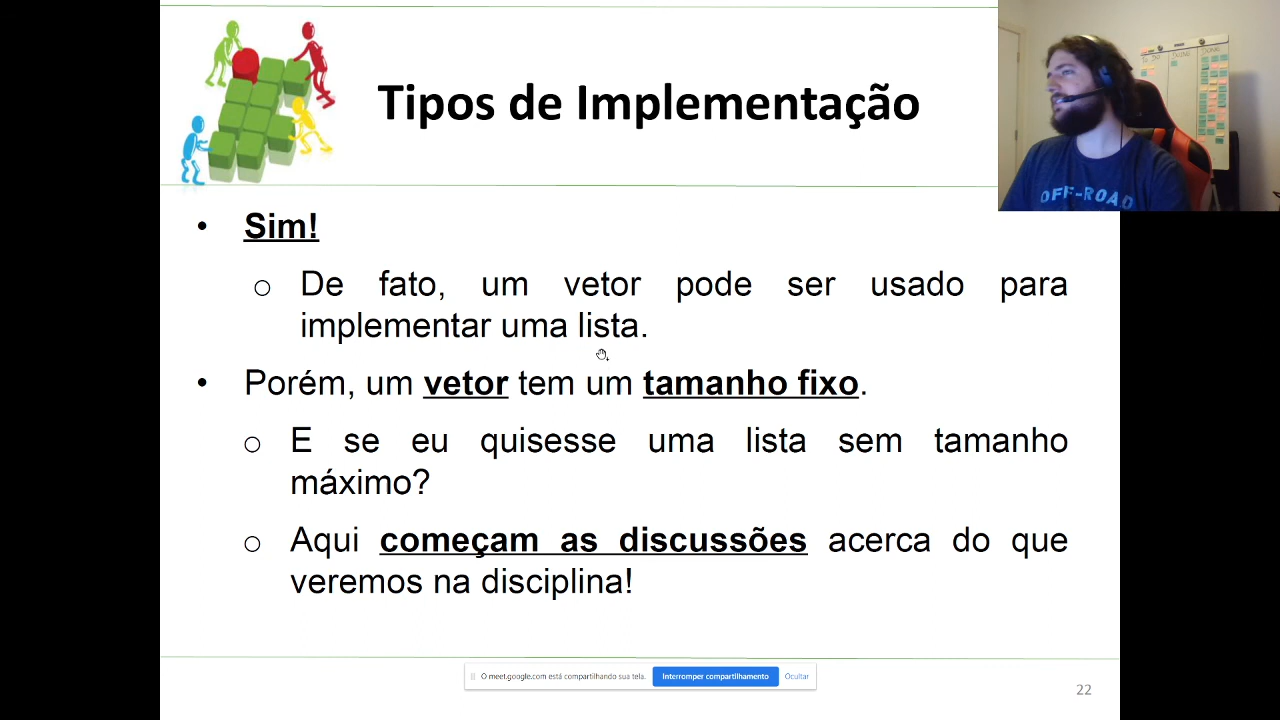 Tipos de Implementação
OFF-ROAD
• Sim!
o De fato, um vetor pode ser usado para
implementar uma lista.
• Porém, um vetor tem um tamanho fixo.
o E se eu quisesse uma lista sem tamanho
máximo?
o Aqui começam as discussões acerca do que
veremos na disciplina!
O meet.google.com está compartilhando sua tela. Interromper compartilhamento Ocultar
22